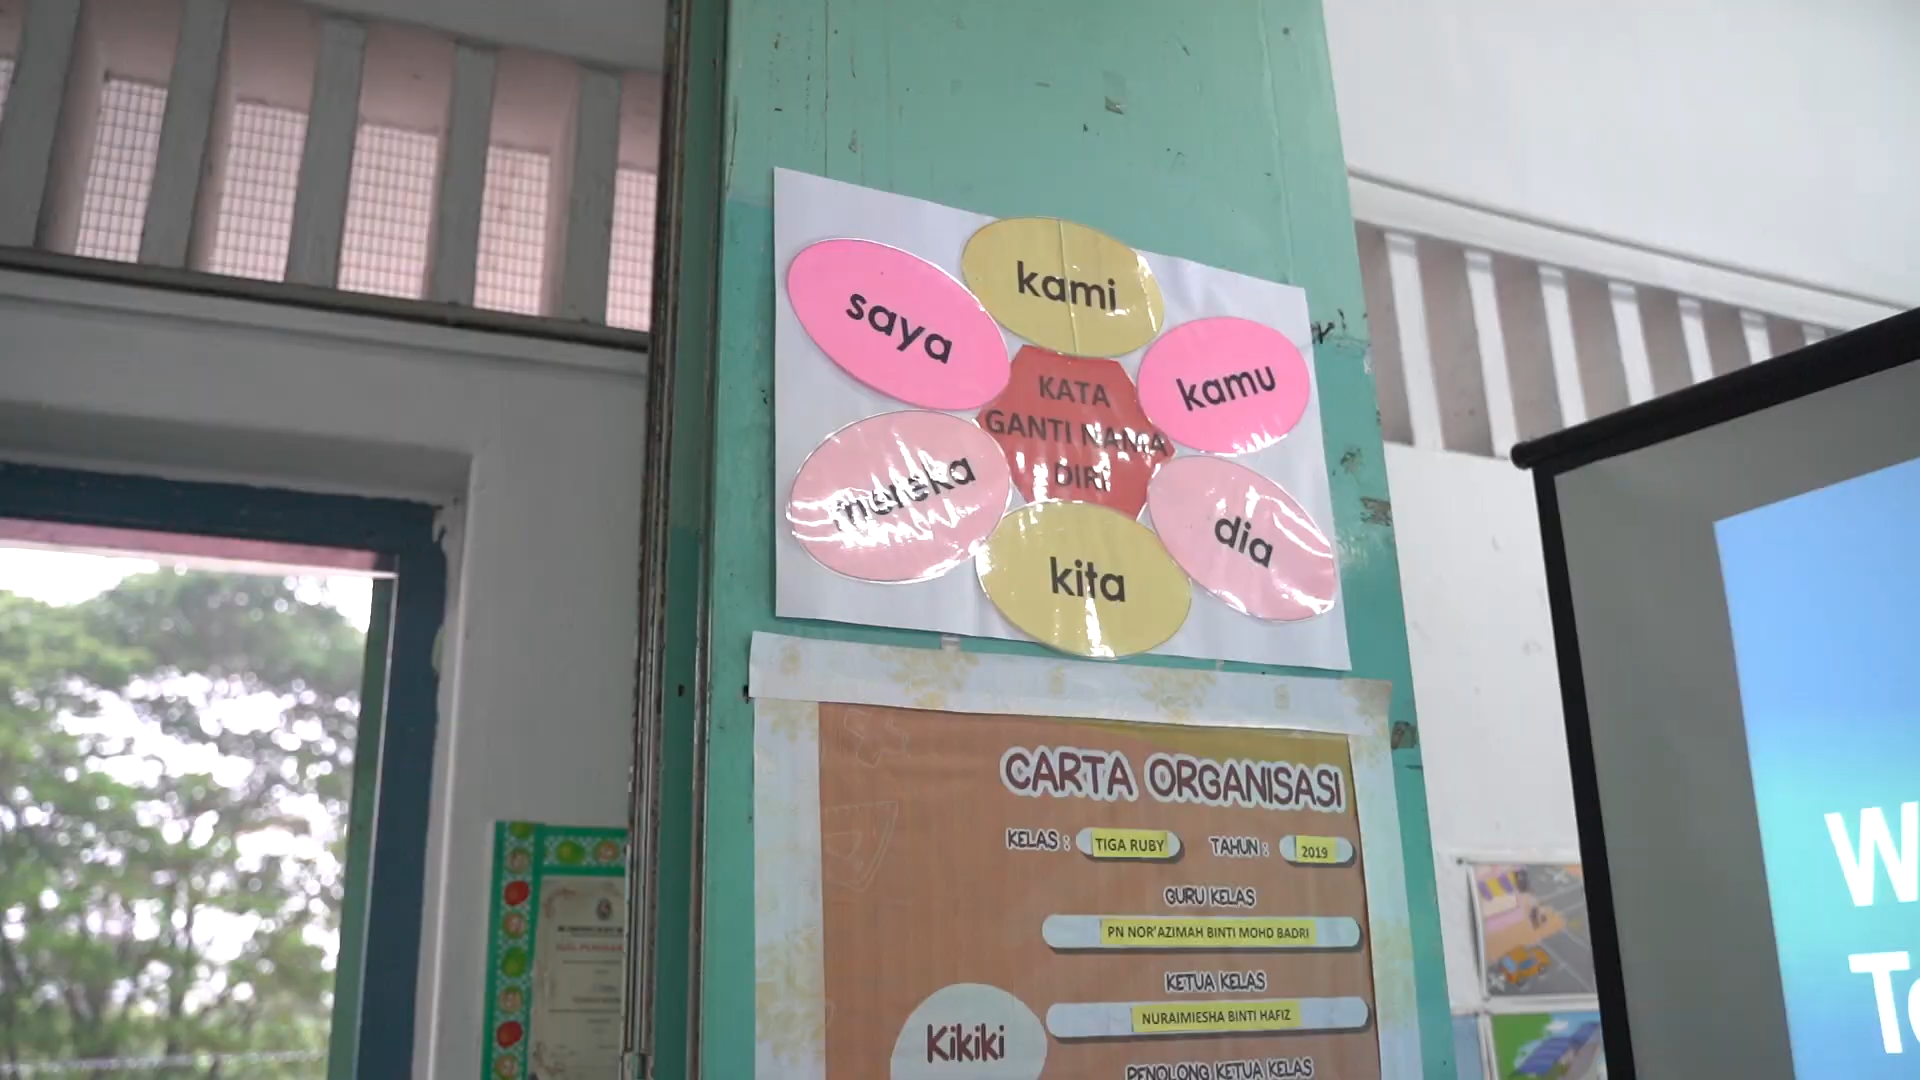 kami
saya
kamu
KATA
GANTI NAMA
DIRI
mereka
dia
kita
CARTA ORGANISASI
KELAS : TIGA RUBY TAHUN : 2019
GURU KELAS
PN NOR'AZIMAH BINTI MOHD BADRI
KETUA KELAS
NURAIMIESHA BINTI HAFIZ
Kikiki
PENOLONG KETUA KELAS